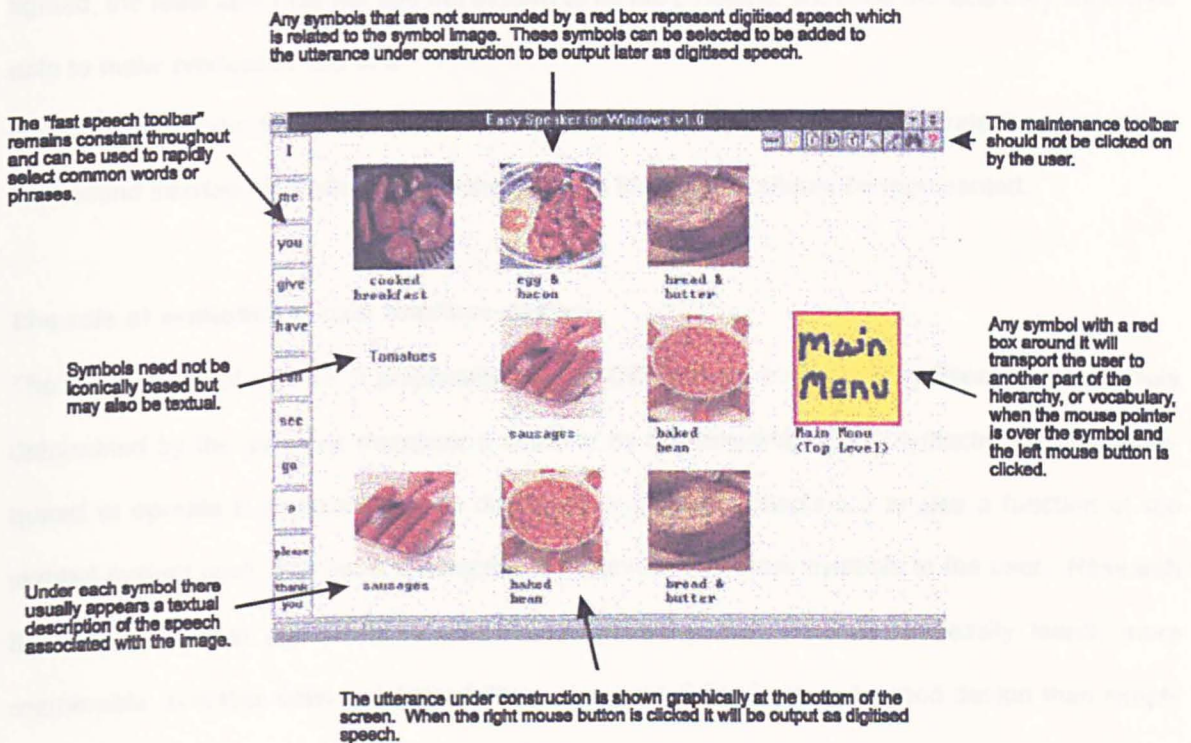 Any symbols that are not surrounded by a red box represent digitised speech which
is related to the symbol image. These symbols can be selected to be added to
the utterance under construction to be output later as digitised speech.
The "fast speech toolbar"
remains constant throughout
and can be used to rapidly
select common words or
phrases.
Easy Speaker for Windows v1.0
The maintenance toolbar
should not be clicked on
by the user.
I
me
you
give
have
can
see
go
a
please
thank
you
cooked
breakfast
egg &
bacon
bread &
butter
Symbols need not be
iconically based but
may also be textual.
Tomatoes
sausages
baked
bean
Main
Menu
Main Menu
(Top Level)
Any symbol with a red
box around it will
transport the user to
another part of the
hierarchy, or vocabulary,
when the mouse pointer
is over the symbol and
the left mouse button is
clicked.
Under each symbol there
usually appears a textual
description of the speech
associated with the image.
sausages
baked
bean
bread &
butter
The utterance under construction is shown graphically at the bottom of the
screen. When the right mouse button is clicked it will be output as digitised
speech.